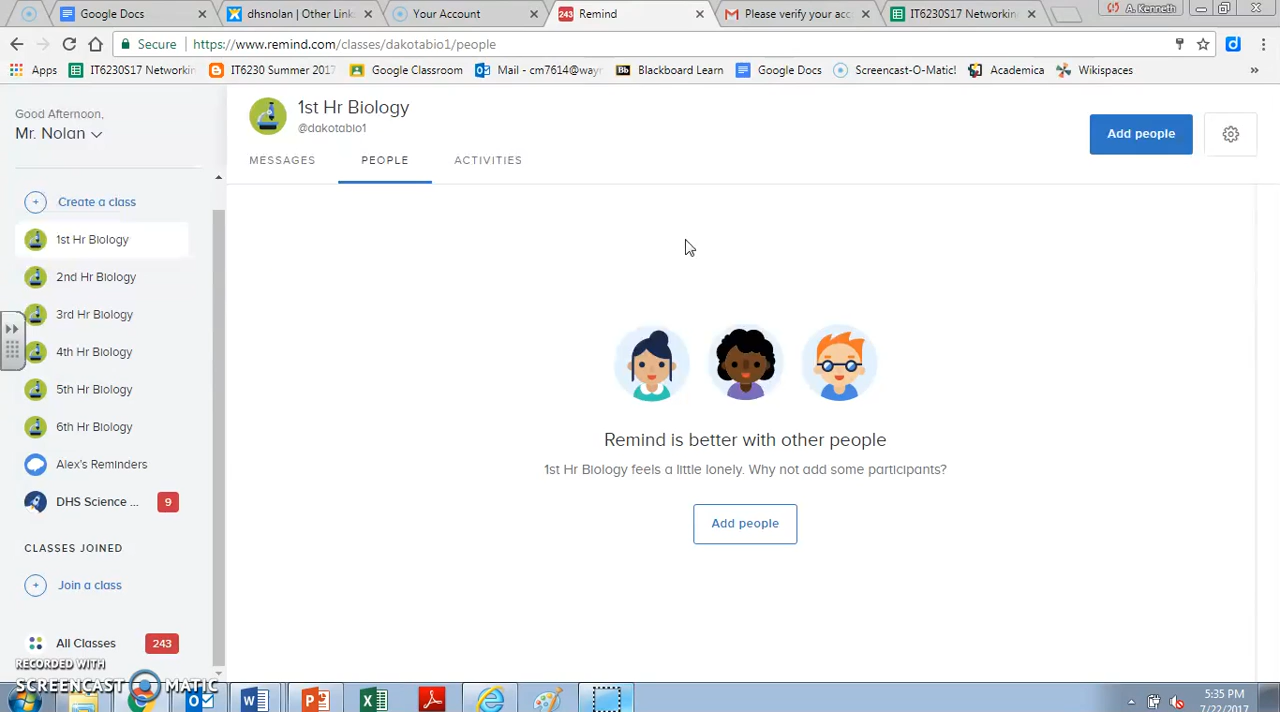 Google Docs
dhsnolan | Other Link
Your Account
243 Remind
Please verify your acc
IT6230S17 Networkin
A. Kenneth
Secure
https://www.remind.com/classes/dakotabio1/people
Apps
IT6230S17 Networkin
IT6230 Summer 2017
Google Classroom
Mail - cm7614@way
Bb Blackboard Learn
Google Docs
Screencast-O-Matic!
Academica
Wikispaces
Good Afternoon,
Mr. Nolan
Create a class
1st Hr Biology
2nd Hr Biology
3rd Hr Biology
4th Hr Biology
5th Hr Biology
6th Hr Biology
Alex's Reminders
DHS Science ... 9
CLASSES JOINED
Join a class
All Classes 243
1st Hr Biology
@dakotabio1
MESSAGES PEOPLE ACTIVITIES
Add people
Remind is better with other people
1st Hr Biology feels a little lonely. Why not add some participants?
Add people
RECORDED WITH
SCREENCAST MATIC
5:35 PM
7/22/2017